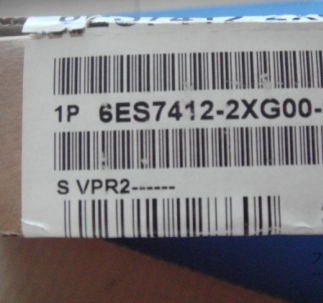 1P 6ES7412-2XG00-
S VPR2------